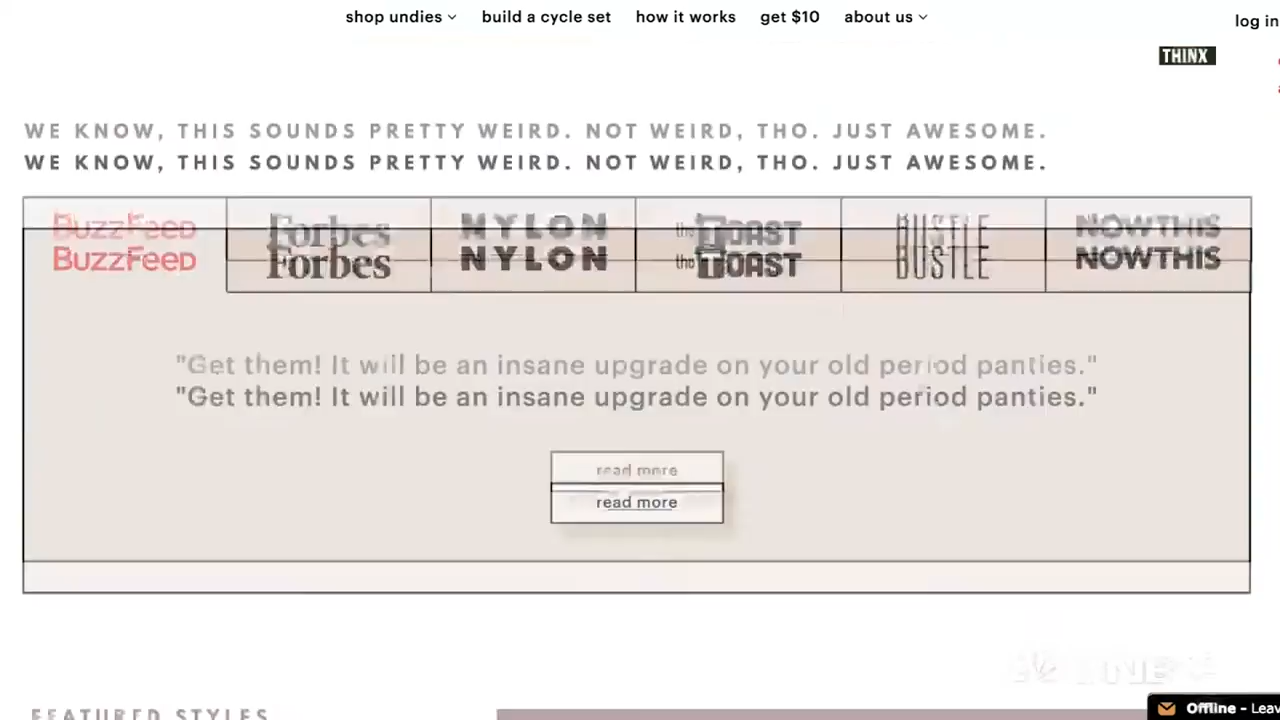 shop undies build a cycle set how it works get $10 about us log in
THINX
WE KNOW, THIS SOUNDS PRETTY WEIRD. NOT WEIRD, THO. JUST AWESOME.
WE KNOW, THIS SOUNDS PRETTY WEIRD. NOT WEIRD, THO. JUST AWESOME.
BuzzFeed Forbes NYLON the TOAST BUSTLE NOWTHIS
BuzzFeed Forbes NYLON the TOAST BUSTLE NOWTHIS
"Get them! It will be an insane upgrade on your old period panties."
"Get them! It will be an insane upgrade on your old period panties."
read more
read more
FEATURED STYLES
Offline - Leav